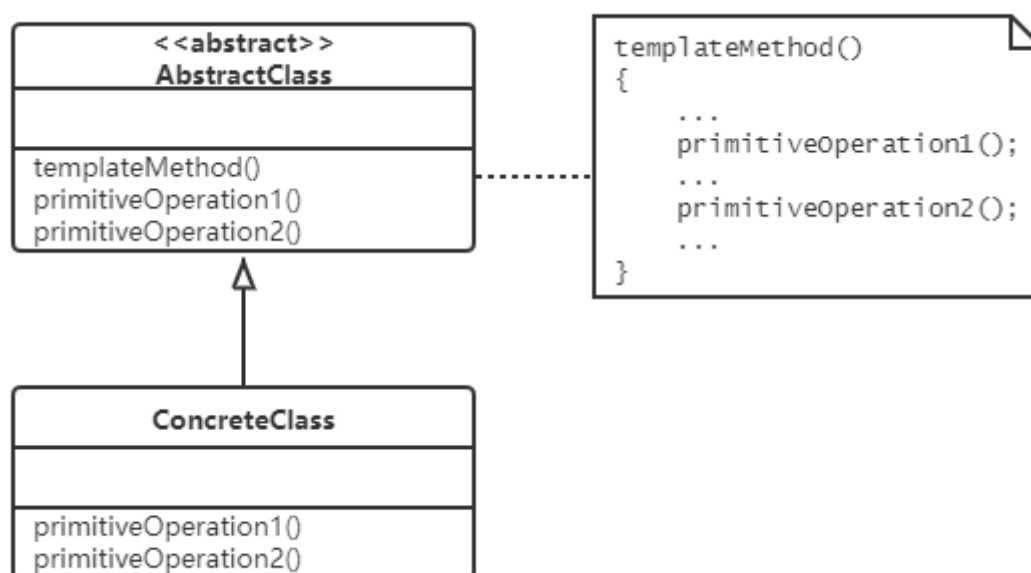 <<abstract>>
AbstractClass
templateMethod()
primitiveOperation1()
primitiveOperation2()
templateMethod()
{
...
primitiveOperation1();
...
primitiveOperation2();
...
}
ConcreteClass
primitiveOperation1()
primitiveOperation2()